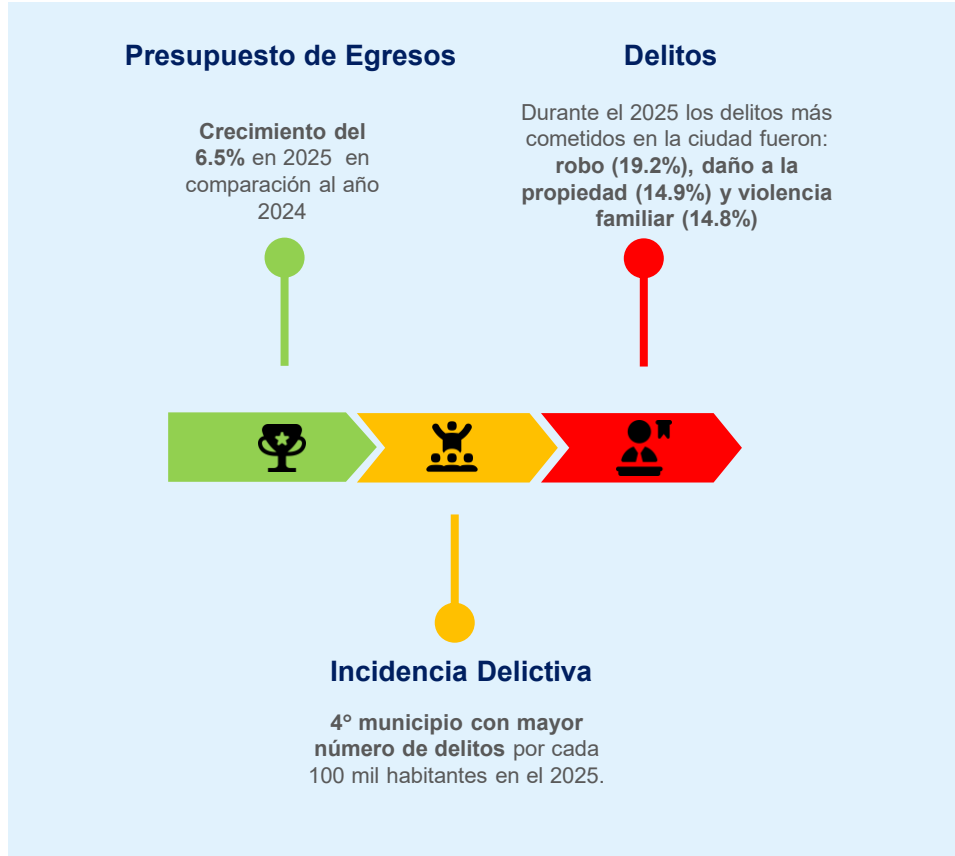 Presupuesto de Egresos
Crecimiento del
6.5% en 2025 en
comparación al año
2024
Delitos
Durante el 2025 los delitos más
cometidos en la ciudad fueron:
robo (19.2%), daño a la
propiedad (14.9%) y violencia
familiar (14.8%)
Incidencia Delictiva
4° municipio con mayor
número de delitos por cada
100 mil habitantes en el 2025.